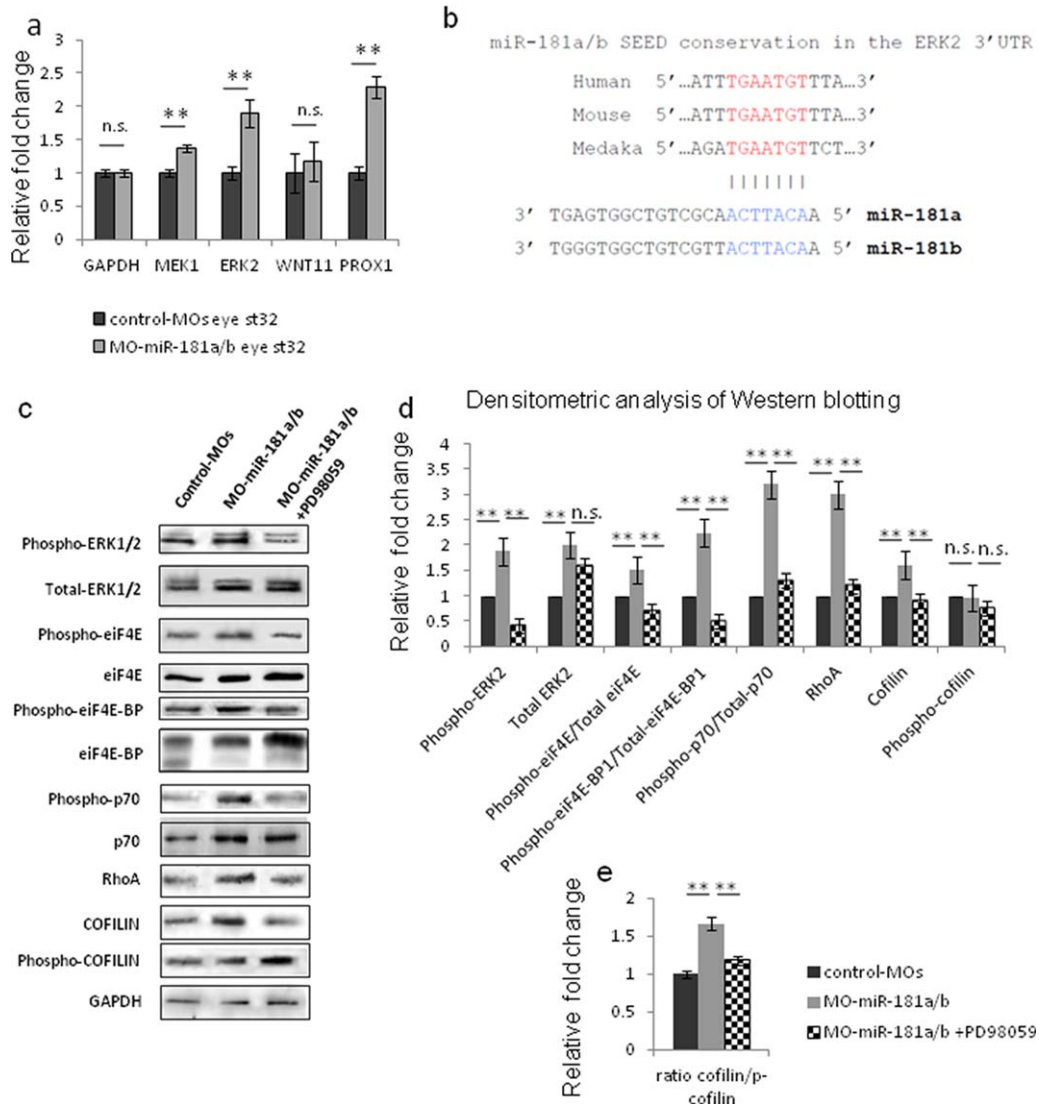 a
Relative fold change
3
2.5
2
1.5
1
0.5
0
n.s.
**
**
n.s.
**
GAPDH MEK1 ERK2 WNT11 PROX1
control-MOs eye st32
MO-miR-181a/b eye st32
b
miR-181a/b SEED conservation in the ERK2 3'UTR
Human 5'…ATTTGAATGTTTA…3'
Mouse 5'…ATTTGAATGTTTA…3'
Medaka 5'…AGATGAATGTTCT…3'
|||||||
3' TGAGTGGCTGTCGCAACTTACAA 5' miR-181a
3' TGGGTGGCTGTCGTTACTTACAA 5' miR-181b
c
Control-MOs
MO-miR-181a/b
MO-miR-181a/b
+PD98059
Phospho-ERK1/2
Total-ERK1/2
Phospho-eiF4E
eiF4E
Phospho-eiF4E-BP
eiF4E-BP
Phospho-p70
p70
RhoA
COFILIN
Phospho-COFILIN
GAPDH
d
Densitometric analysis of Western blotting
Relative fold change
4
3.5
3
2.5
2
1.5
1
0.5
0
** **
** n.s.
** **
** **
** **
** **
** **
n.s. n.s.
Phospho-ERK2
Total ERK2
Phospho-eiF4E/Total eiF4E
Phospho-eiF4E-BP1/Total-eiF4E-BP1
Phospho-p70/Total-p70
RhoA
Cofilin
Phospho-cofilin
e
Relative fold change
2
1.5
1
0.5
0
** **
ratio cofilin/p-
cofilin
control-MOs
MO-miR-181a/b
MO-miR-181a/b +PD98059